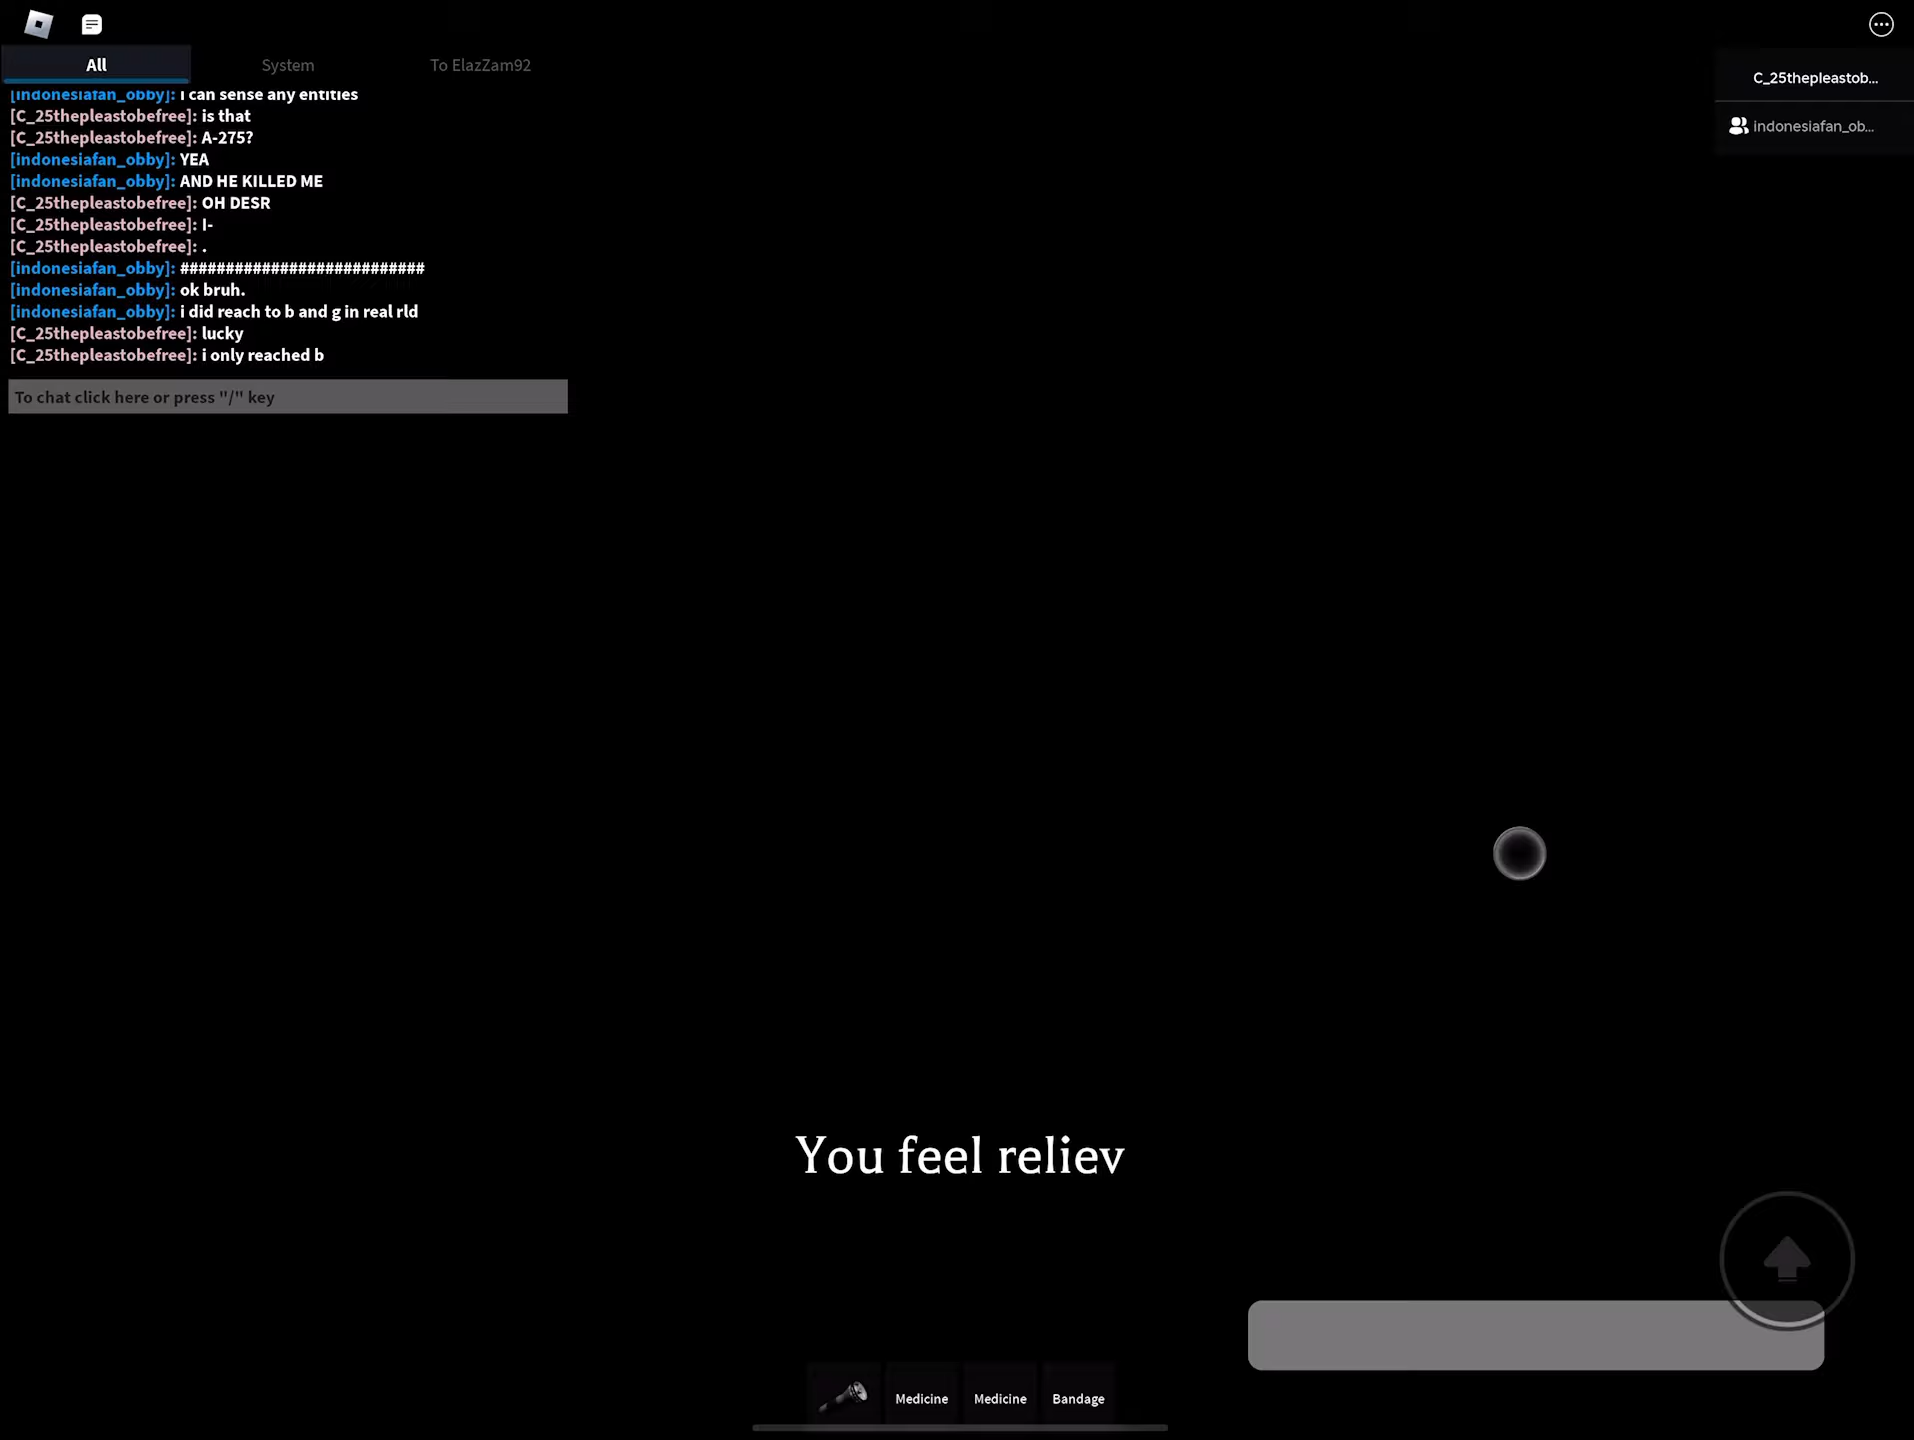 All
System
To ElazZam92
C_25thepleastob...
indonesiafan_ob...
[indonesiafan_obby]: i can sense any entities
[C_25thepleastobefree]: is that
[C_25thepleastobefree]: A-275?
[indonesiafan_obby]: YEA
[indonesiafan_obby]: AND HE KILLED ME
[C_25thepleastobefree]: OH DESR
[C_25thepleastobefree]: I-
[C_25thepleastobefree]: .
[indonesiafan_obby]: ###########################
[indonesiafan_obby]: ok bruh.
[indonesiafan_obby]: i did reach to b and g in real rld
[C_25thepleastobefree]: lucky
[C_25thepleastobefree]: i only reached b
To chat click here or press "/" key
You feel reliev
Medicine
Medicine
Bandage